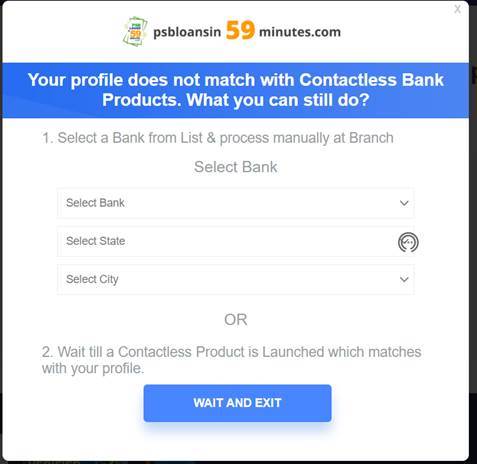 X
psbloansin 59 minutes.com
Your profile does not match with Contactless Bank
Products. What you can still do?
1. Select a Bank from List & process manually at Branch
Select Bank
Select Bank
Select State
Select City
OR
2. Wait till a Contactless Product is Launched which matches
with your profile.
WAIT AND EXIT